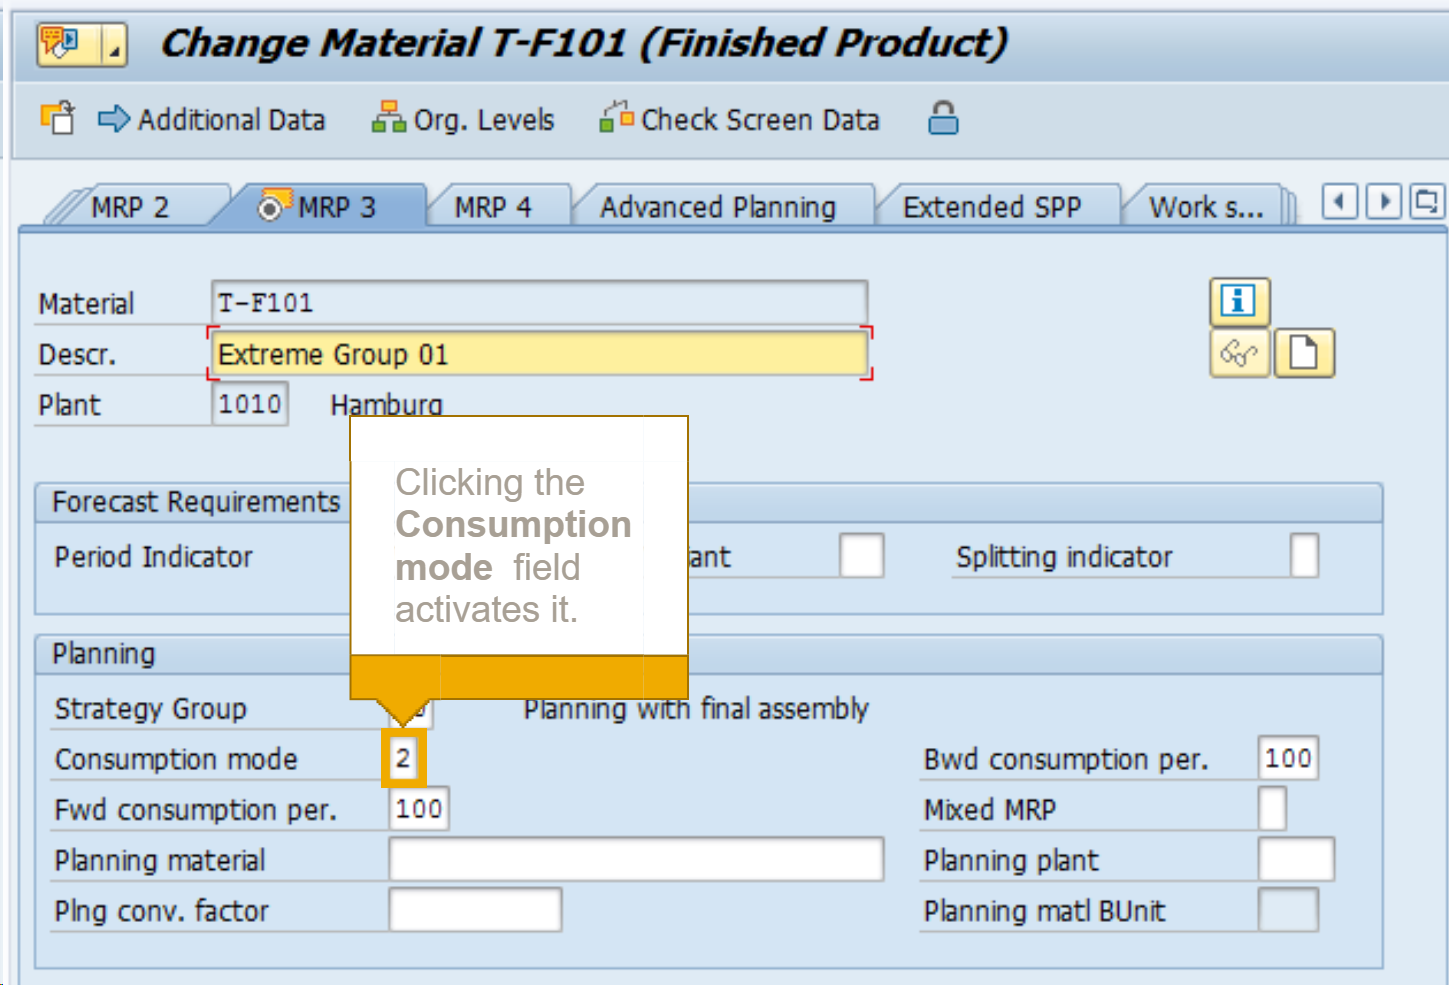 Change Material T-F101 (Finished Product)
Additional Data Org. Levels Check Screen Data
MRP 2 MRP 3 MRP 4 Advanced Planning Extended SPP Work s...
Material T-F101
Descr. Extreme Group 01
Plant 1010 Hamburg
Clicking the
Consumption
mode field
activates it.
Forecast Requirements
Period Indicator ant Splitting indicator
Planning
Strategy Group Planning with final assembly
Consumption mode 2 Bwd consumption per. 100
Fwd consumption per. 100 Mixed MRP
Planning material Planning plant
Plng conv. factor Planning matl BUnit